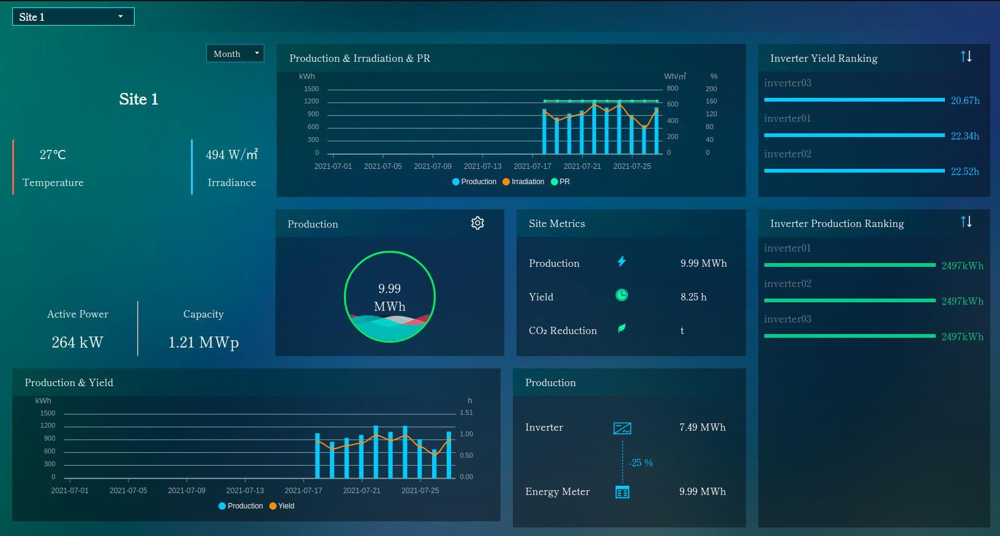 Site 1
Month
Site 1
27℃
Temperature
494 W/㎡
Irradiance
Active Power
264 kW
Capacity
1.21 MWp
Production & Irradiation & PR
kWh
Wh/㎡
%
1500
1200
900
600
300
0
800
600
400
200
0
200
160
120
80
40
0
2021-07-01
2021-07-05
2021-07-09
2021-07-13
2021-07-17
2021-07-21
2021-07-25
Production
Irradiation
PR
Inverter Yield Ranking
inverter03
20.67h
inverter01
22.34h
inverter02
22.52h
Production
9.99
MWh
Site Metrics
Production
9.99 MWh
Yield
8.25 h
CO₂ Reduction
t
Inverter Production Ranking
inverter01
2497kWh
inverter02
2497kWh
inverter03
2497kWh
Production & Yield
kWh
h
1500
1200
900
600
300
0
1.51
1.00
0.50
0.00
2021-07-01
2021-07-05
2021-07-09
2021-07-13
2021-07-17
2021-07-21
2021-07-25
Production
Yield
Production
Inverter
7.49 MWh
-25 %
Energy Meter
9.99 MWh